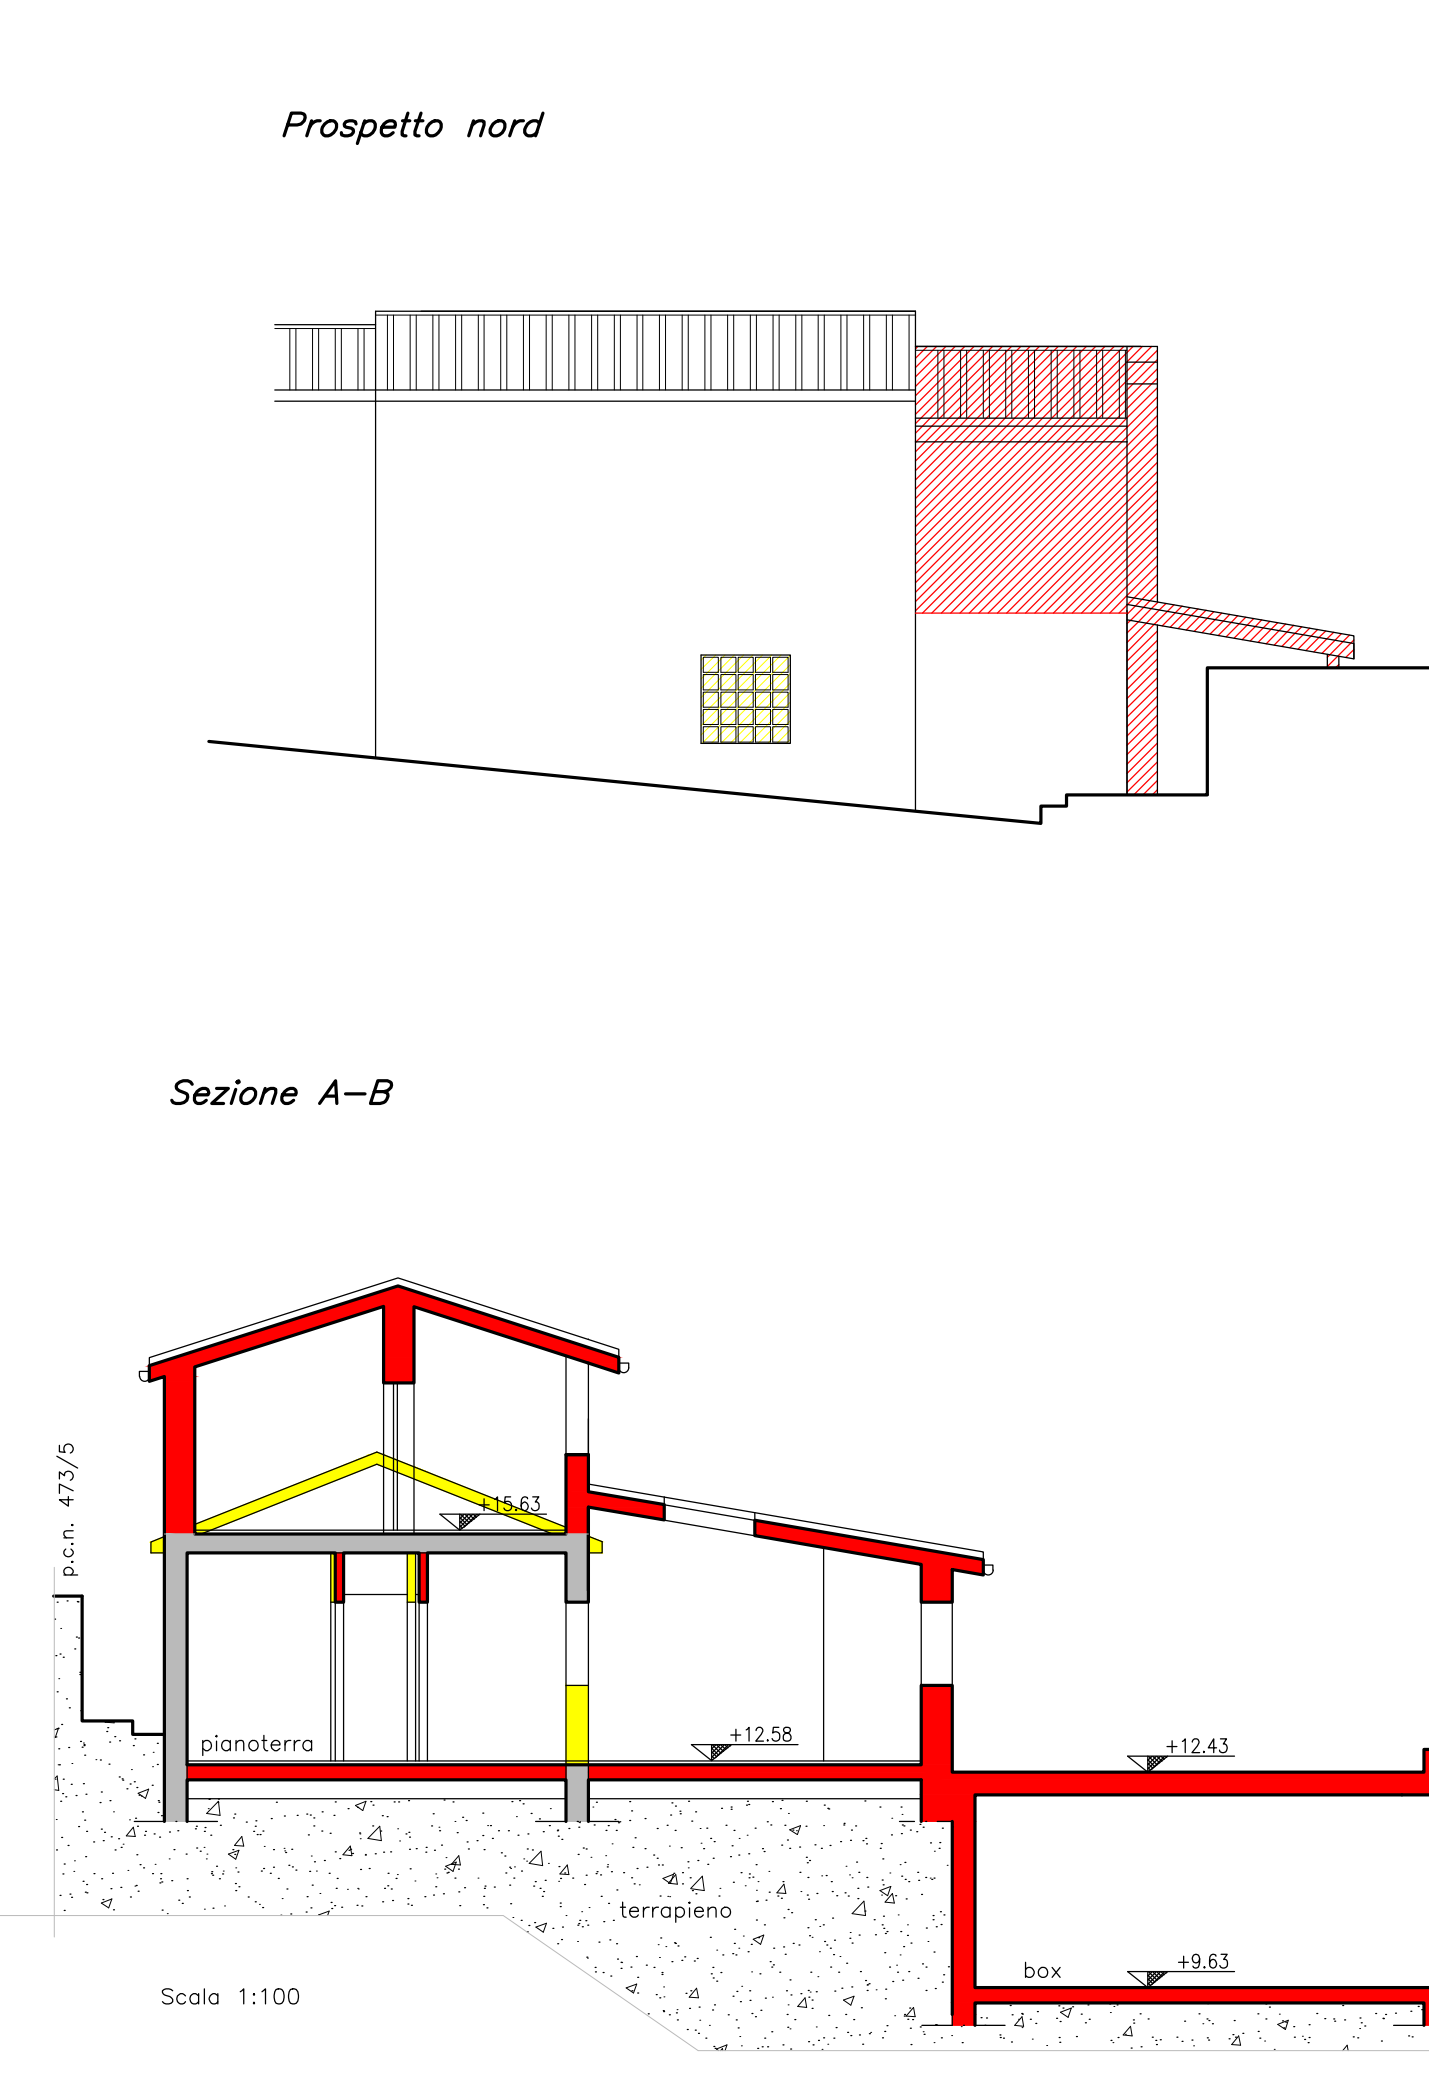 Prospetto nord
Sezione A-B
p.c.n. 473/5
+15.63
pianoterra
+12.58
+12.43
terrapieno
box
+9.63
Scala 1:100